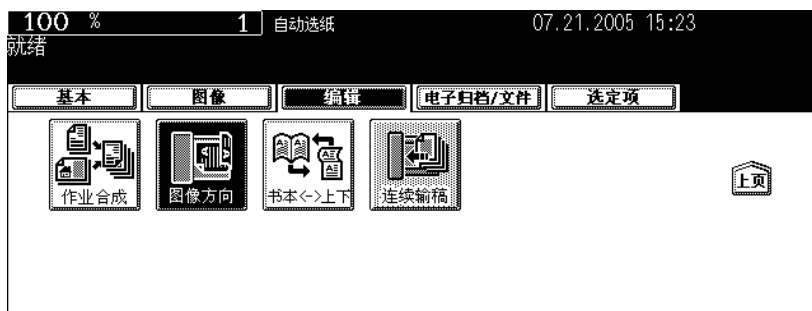 100 % 1 自动选纸 07.21.2005 15:23
就绪
基本 图像 编辑 电子归档/文件 选定项
作业合成 图像方向 书本<->上下 连续输稿 上页